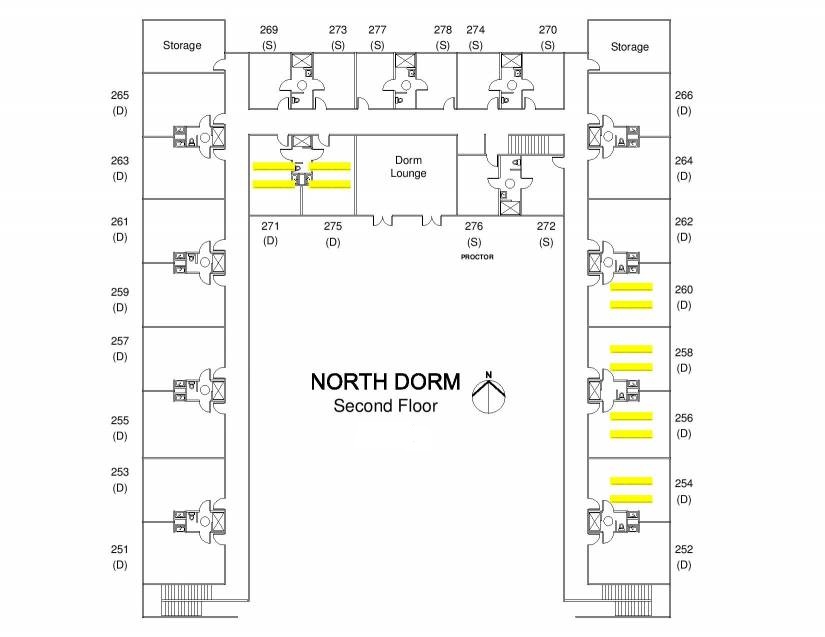 269 273 277 278 274 270
(S) (S) (S) (S) (S) (S)
Storage
Storage
265
(D)
266
(D)
263
(D)
264
(D)
Dorm
Lounge
261
(D)
262
(D)
271
(D)
275
(D)
276
(S)
PROCTOR
272
(S)
259
(D)
260
(D)
257
(D)
258
(D)
NORTH DORM
Second Floor
N
255
(D)
256
(D)
253
(D)
254
(D)
251
(D)
252
(D)